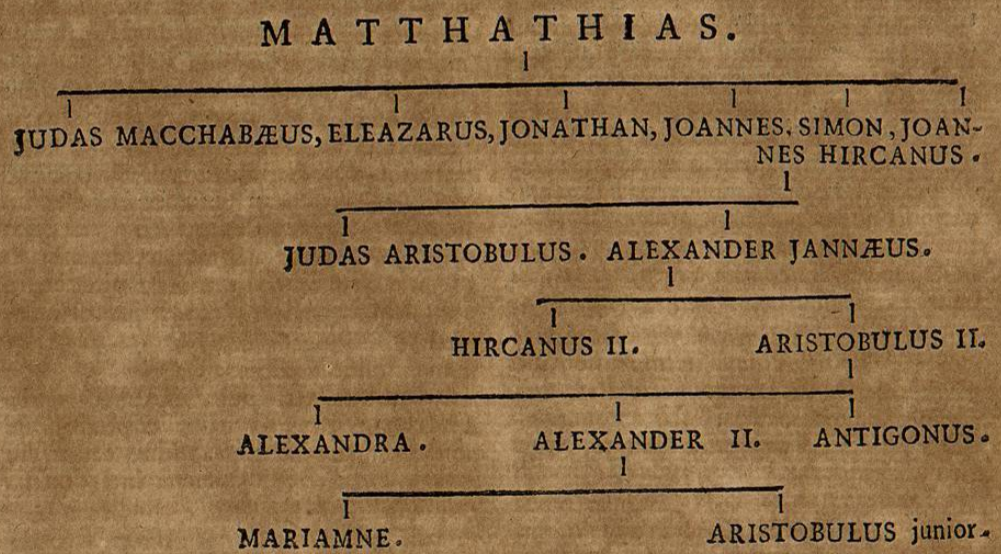 MATTHATHIAS.
JUDAS MACCHABÆUS, ELEAZARUS, JONATHAN, JOANNES. SIMON, JOAN-
NES HIRCANUS.
JUDAS ARISTOBULUS. ALEXANDER JANNÆUS.
HIRCANUS II. ARISTOBULUS II.
ALEXANDRA. ALEXANDER II. ANTIGONUS.
MARIAMNE. ARISTOBULUS junior.